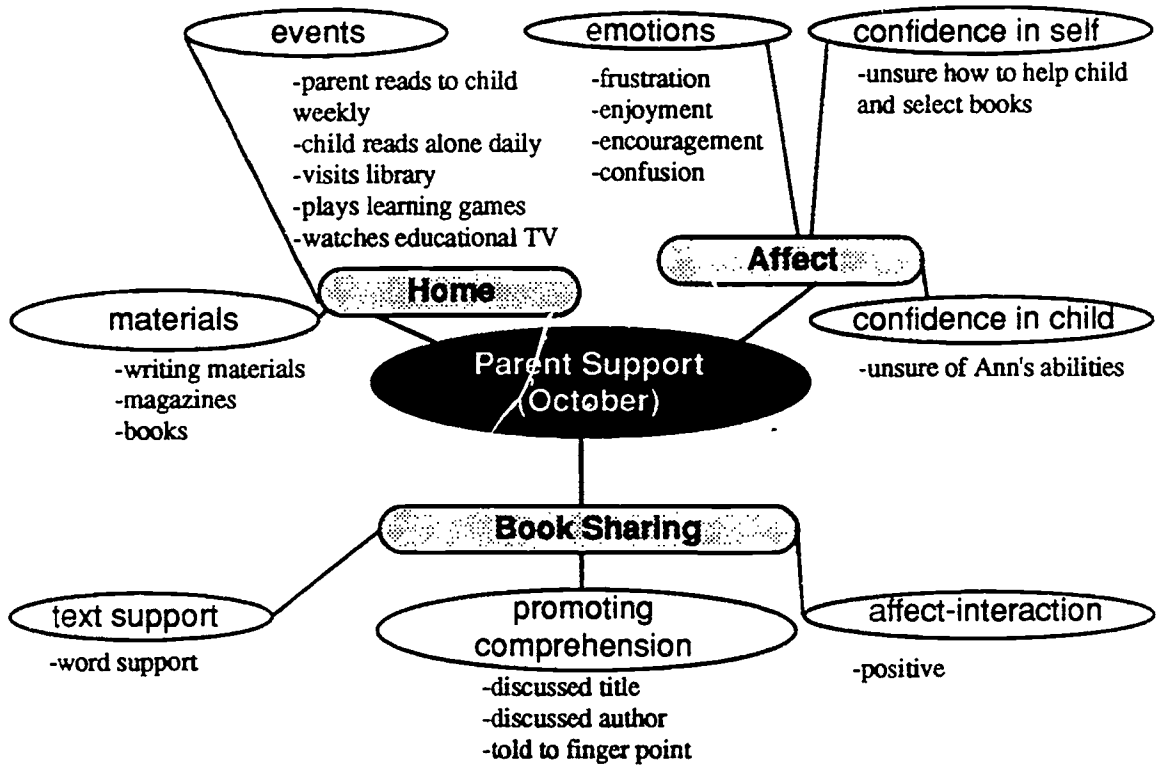 events
-parent reads to child
weekly
-child reads alone daily
-visits library
-plays learning games
-watches educational TV
emotions
-frustration
-enjoyment
-encouragement
-confusion
confidence in self
-unsure how to help child
and select books
Home
Affect
materials
-writing materials
-magazines
-books
confidence in child
-unsure of Ann's abilities
Parent Support
(October)
Book Sharing
text support
-word support
promoting
comprehension
-discussed title
-discussed author
-told to finger point
affect-interaction
-positive